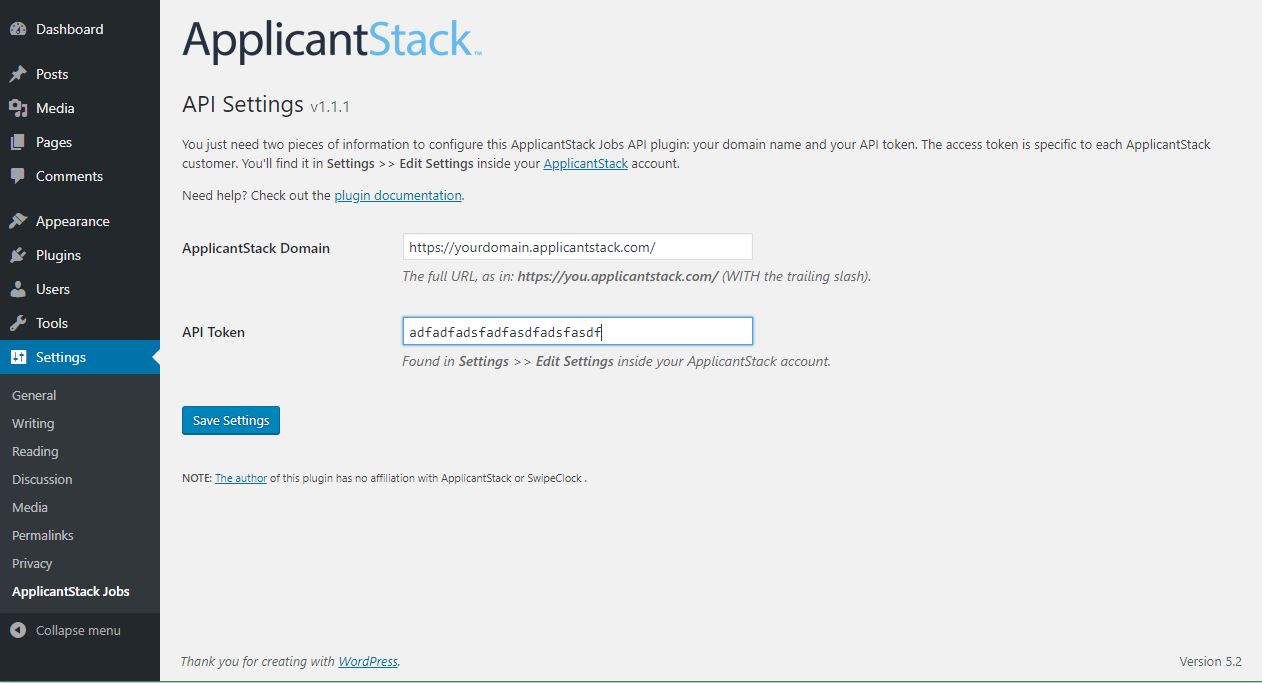 Dashboard
Posts
Media
Pages
Comments
Appearance
Plugins
Users
Tools
Settings
General
Writing
Reading
Discussion
Media
Permalinks
Privacy
ApplicantStack Jobs
Collapse menu
ApplicantStack™
API Settings v1.1.1
You just need two pieces of information to configure this ApplicantStack Jobs API plugin: your domain name and your API token. The access token is specific to each ApplicantStack
customer. You'll find it in Settings >> Edit Settings inside your ApplicantStack account.
Need help? Check out the plugin documentation.
ApplicantStack Domain
https://yourdomain.applicantstack.com/
The full URL, as in: https://you.applicantstack.com/ (WITH the trailing slash).
API Token
adfadfadsfadfasdfadsfasdf
Found in Settings >> Edit Settings inside your ApplicantStack account.
Save Settings
NOTE: The author of this plugin has no affiliation with ApplicantStack or SwipeClock .
Thank you for creating with WordPress.
Version 5.2